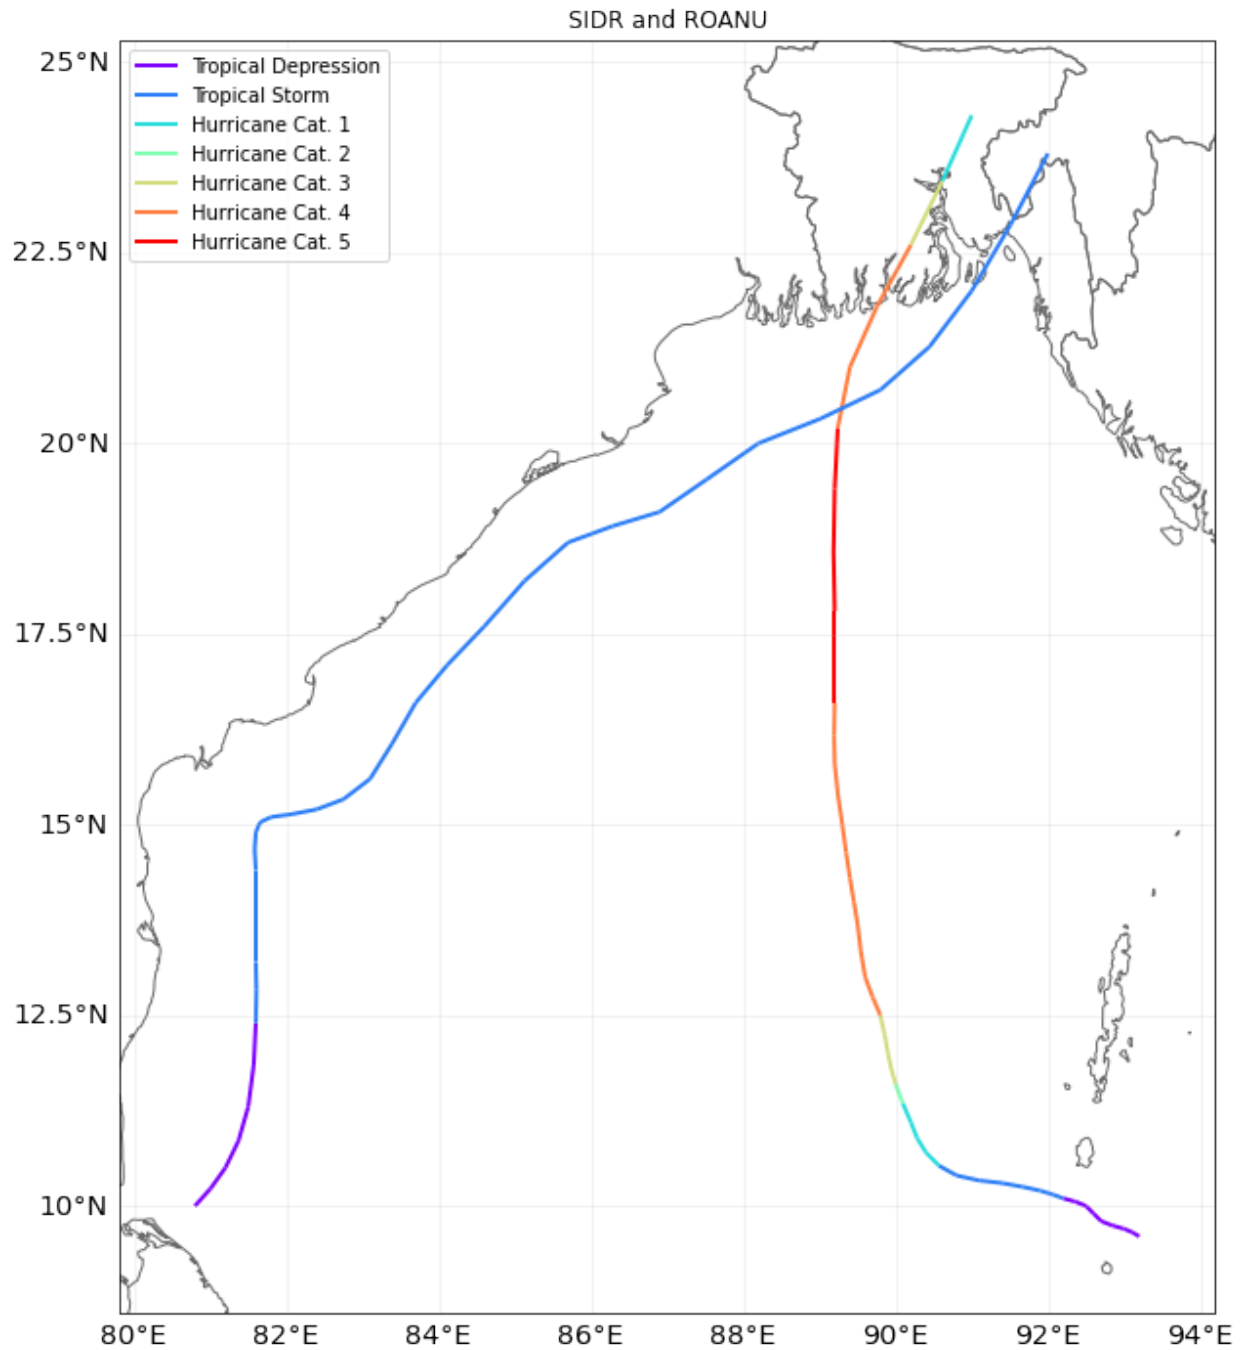 SIDR and ROANU
Tropical Depression
Tropical Storm
Hurricane Cat. 1
Hurricane Cat. 2
Hurricane Cat. 3
Hurricane Cat. 4
Hurricane Cat. 5
25°N
22.5°N
20°N
17.5°N
15°N
12.5°N
10°N
80°E 82°E 84°E 86°E 88°E 90°E 92°E 94°E